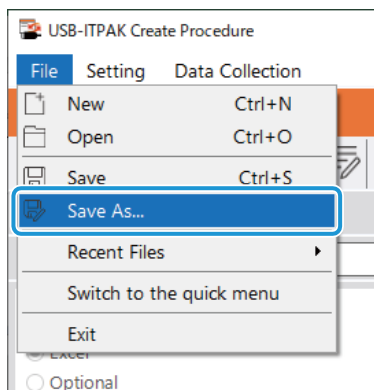 USB-ITPAK Create Procedure
File Setting Data Collection
New Ctrl+N
Open Ctrl+O
Save Ctrl+S
Save As...
Recent Files
Switch to the quick menu
Exit
Excel
Optional